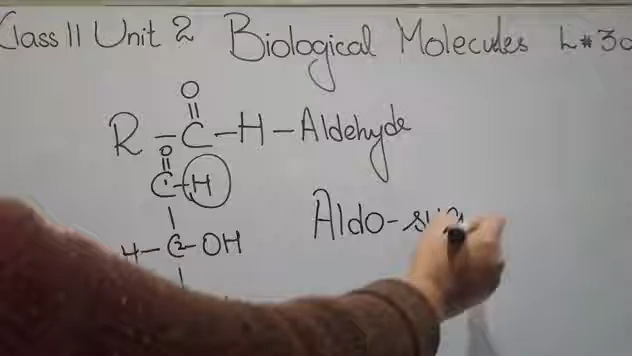 Class 11 Unit 2 Biological Molecules L#3
O
R-C-H-Aldehyde
O
C-H
Aldo-
H-C-OH